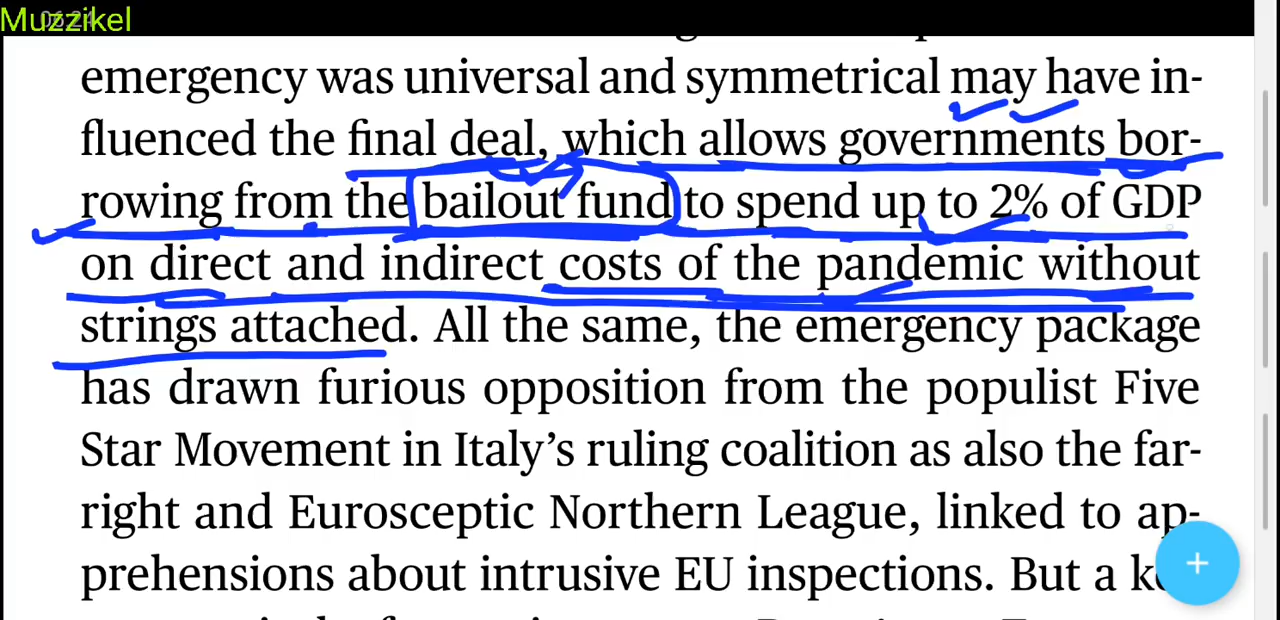 Muzzikel
emergency was universal and symmetrical may have in-
fluenced the final deal, which allows governments bor-
rowing from the bailout fund to spend up to 2% of GDP
on direct and indirect costs of the pandemic without
strings attached. All the same, the emergency package
has drawn furious opposition from the populist Five
Star Movement in Italy’s ruling coalition as also the far-
right and Eurosceptic Northern League, linked to ap-
prehensions about intrusive EU inspections. But a